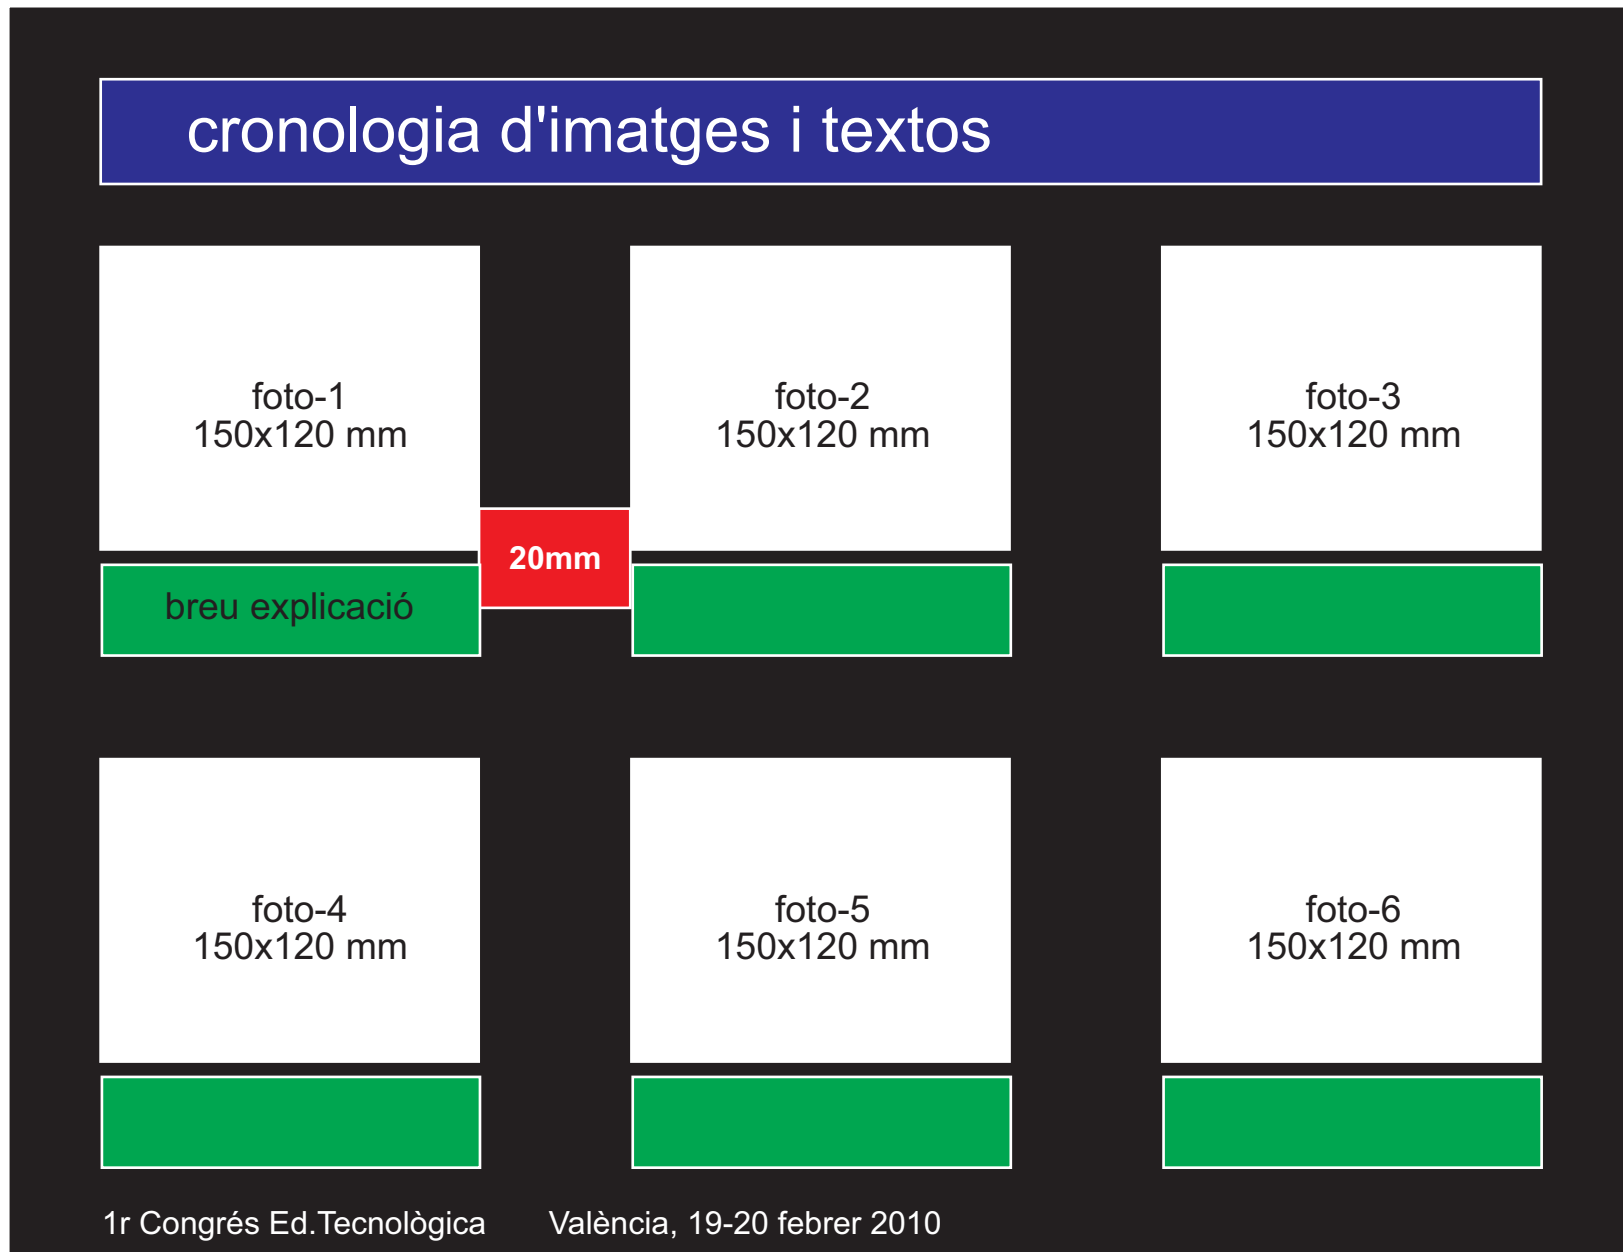 cronologia d'imatges i textos
foto-1
150x120 mm
foto-2
150x120 mm
foto-3
150x120 mm
20mm
breu explicació
foto-4
150x120 mm
foto-5
150x120 mm
foto-6
150x120 mm
1r Congrés Ed.Tecnològica València, 19-20 febrer 2010